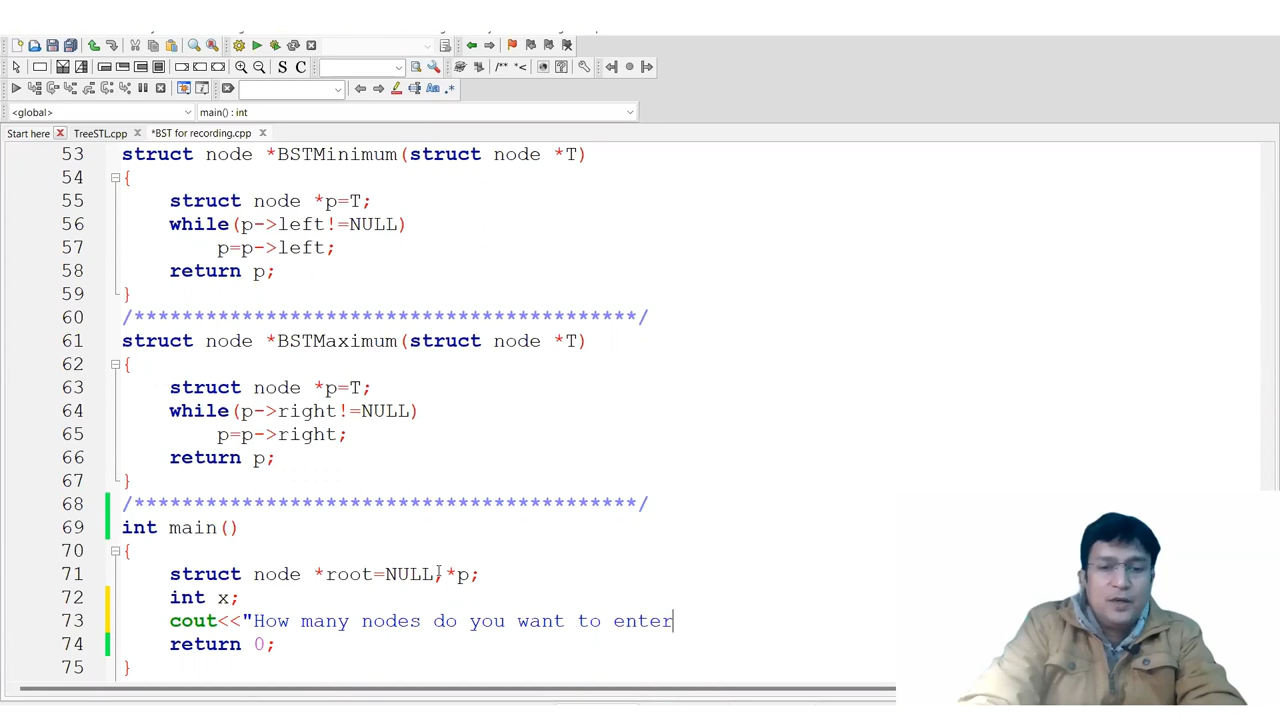 <global>
main() : int
Start here
TreeSTL.cpp
*BST for recording.cpp
53 struct node *BSTMinimum(struct node *T)
54 {
55 struct node *p=T;
56 while(p->left!=NULL)
57 p=p->left;
58 return p;
59 }
60 /******************************************/
61 struct node *BSTMaximum(struct node *T)
62 {
63 struct node *p=T;
64 while(p->right!=NULL)
65 p=p->right;
66 return p;
67 }
68 /******************************************/
69 int main()
70 {
71 struct node *root=NULL,*p;
72 int x;
73 cout<<"How many nodes do you want to enter
74 return 0;
75 }